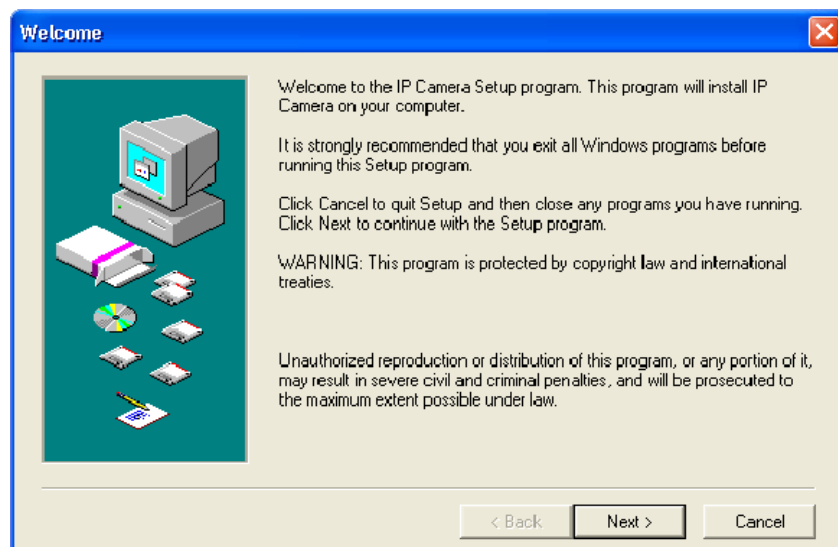 Welcome
Welcome to the IP Camera Setup program. This program will install IP
Camera on your computer.
It is strongly recommended that you exit all Windows programs before
running this Setup program.
Click Cancel to quit Setup and then close any programs you have running.
Click Next to continue with the Setup program.
WARNING: This program is protected by copyright law and international
treaties.
Unauthorized reproduction or distribution of this program, or any portion of it,
may result in severe civil and criminal penalties, and will be prosecuted to
the maximum extent possible under law.
< Back
Next >
Cancel